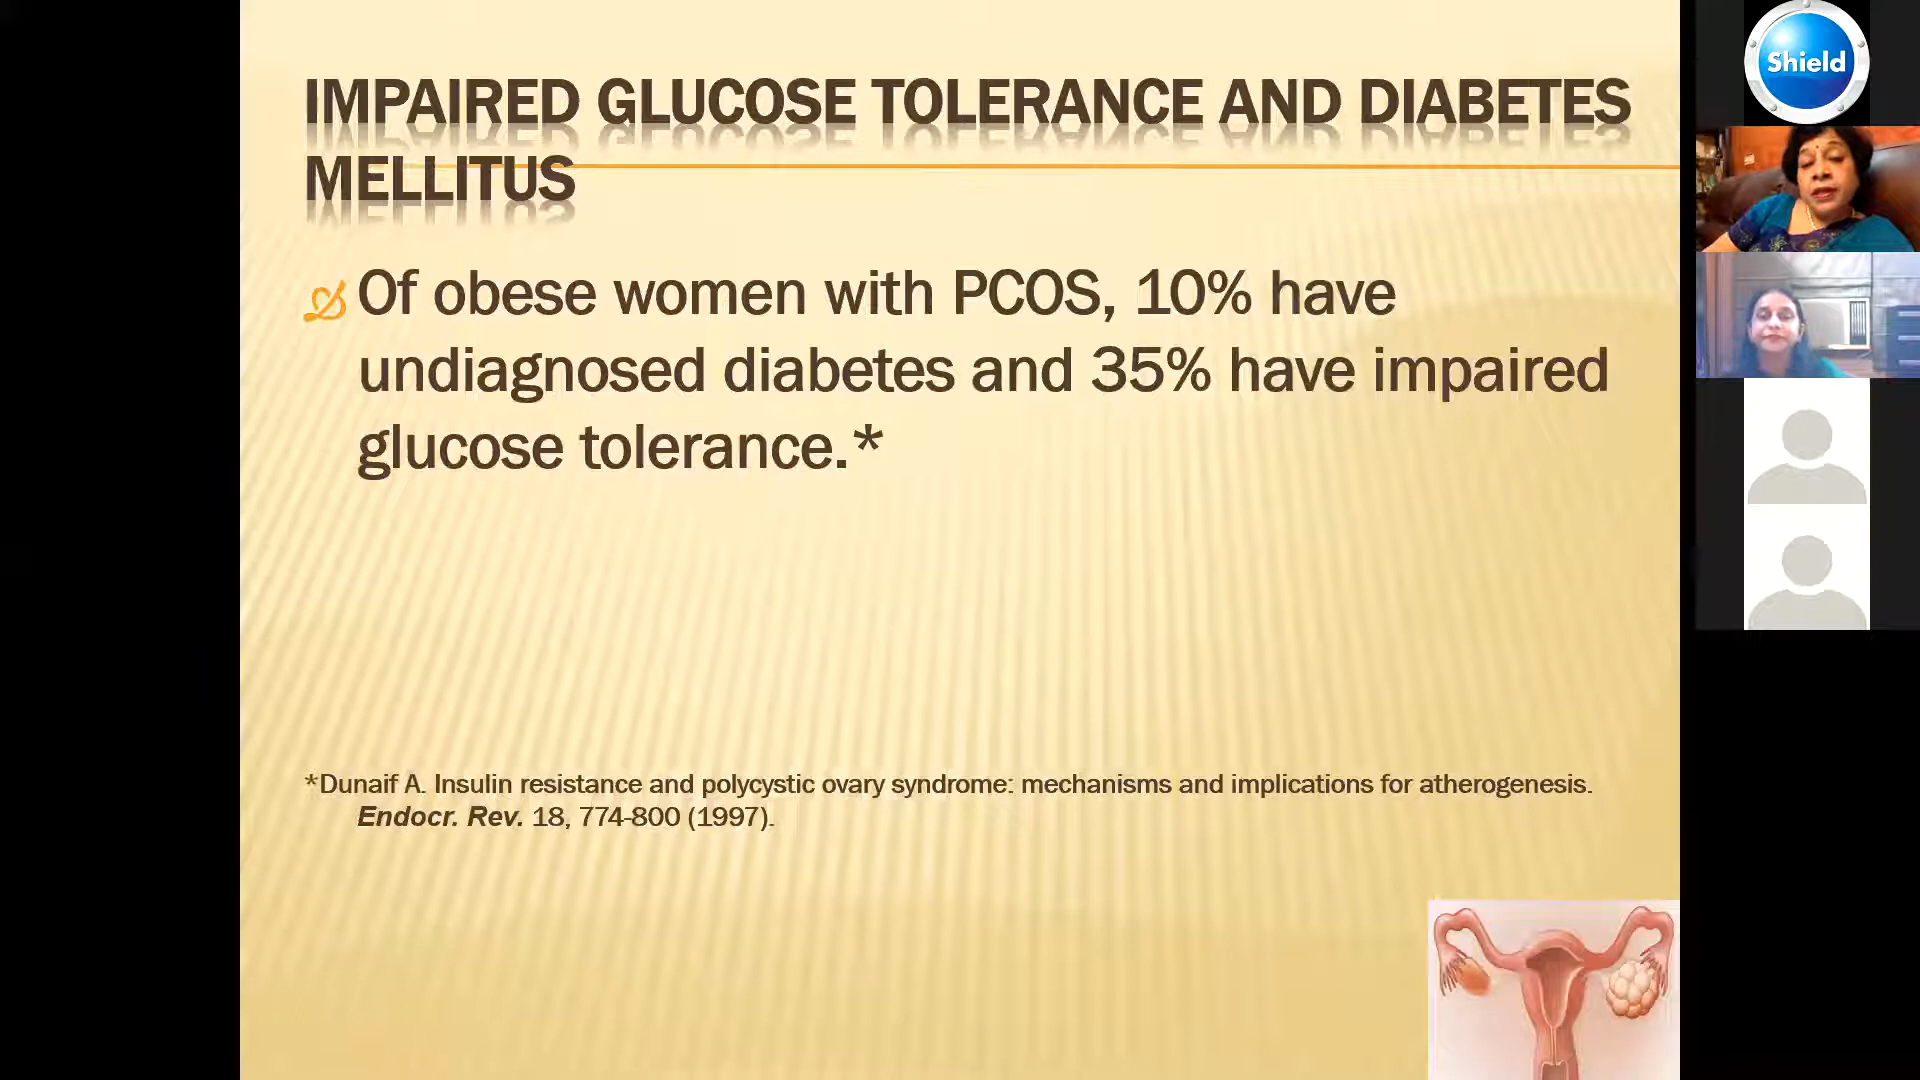 IMPAIRED GLUCOSE TOLERANCE AND DIABETES
MELLITUS
Of obese women with PCOS, 10% have
undiagnosed diabetes and 35% have impaired
glucose tolerance.*
*Dunaif A. Insulin resistance and polycystic ovary syndrome: mechanisms and implications for atherogenesis.
Endocr. Rev. 18, 774-800 (1997).
Shield